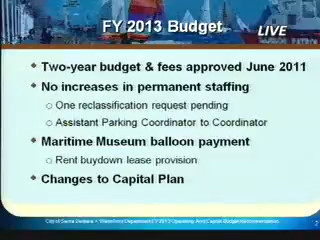 FY 2013 Budget
LIVE
Two-year budget & fees approved June 2011
No increases in permanent staffing
One reclassification request pending
Assistant Parking Coordinator to Coordinator
Maritime Museum balloon payment
Rent buydown lease provision
Changes to Capital Plan
City of Santa Barbara • Waterfront Department FY 2013 Operating And Capital Budget Recommendation
2